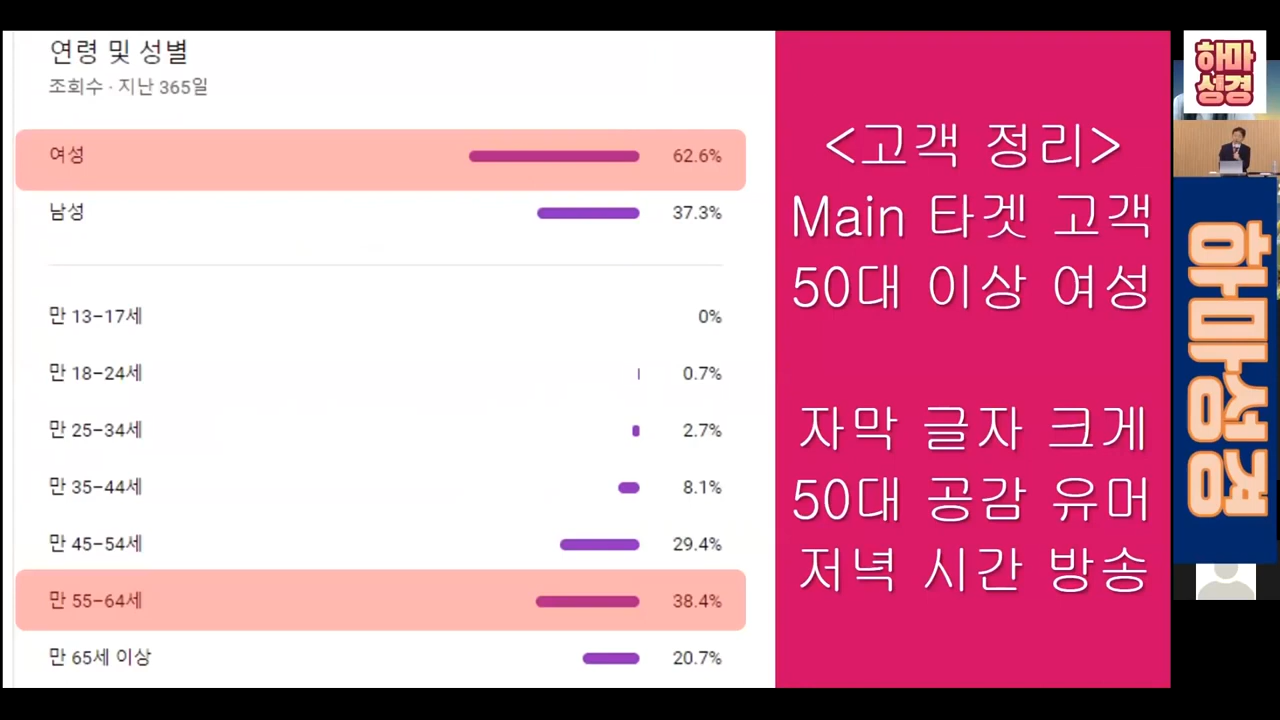 연령 및 성별
조회수 · 지난 365일
여성 62.6%
남성 37.3%
만 13–17세 0%
만 18–24세 0.7%
만 25–34세 2.7%
만 35–44세 8.1%
만 45–54세 29.4%
만 55–64세 38.4%
만 65세 이상 20.7%
<고객 정리>
Main 타겟 고객
50대 이상 여성
자막 글자 크게
50대 공감 유머
저녁 시간 방송
하마
성경
하마성경